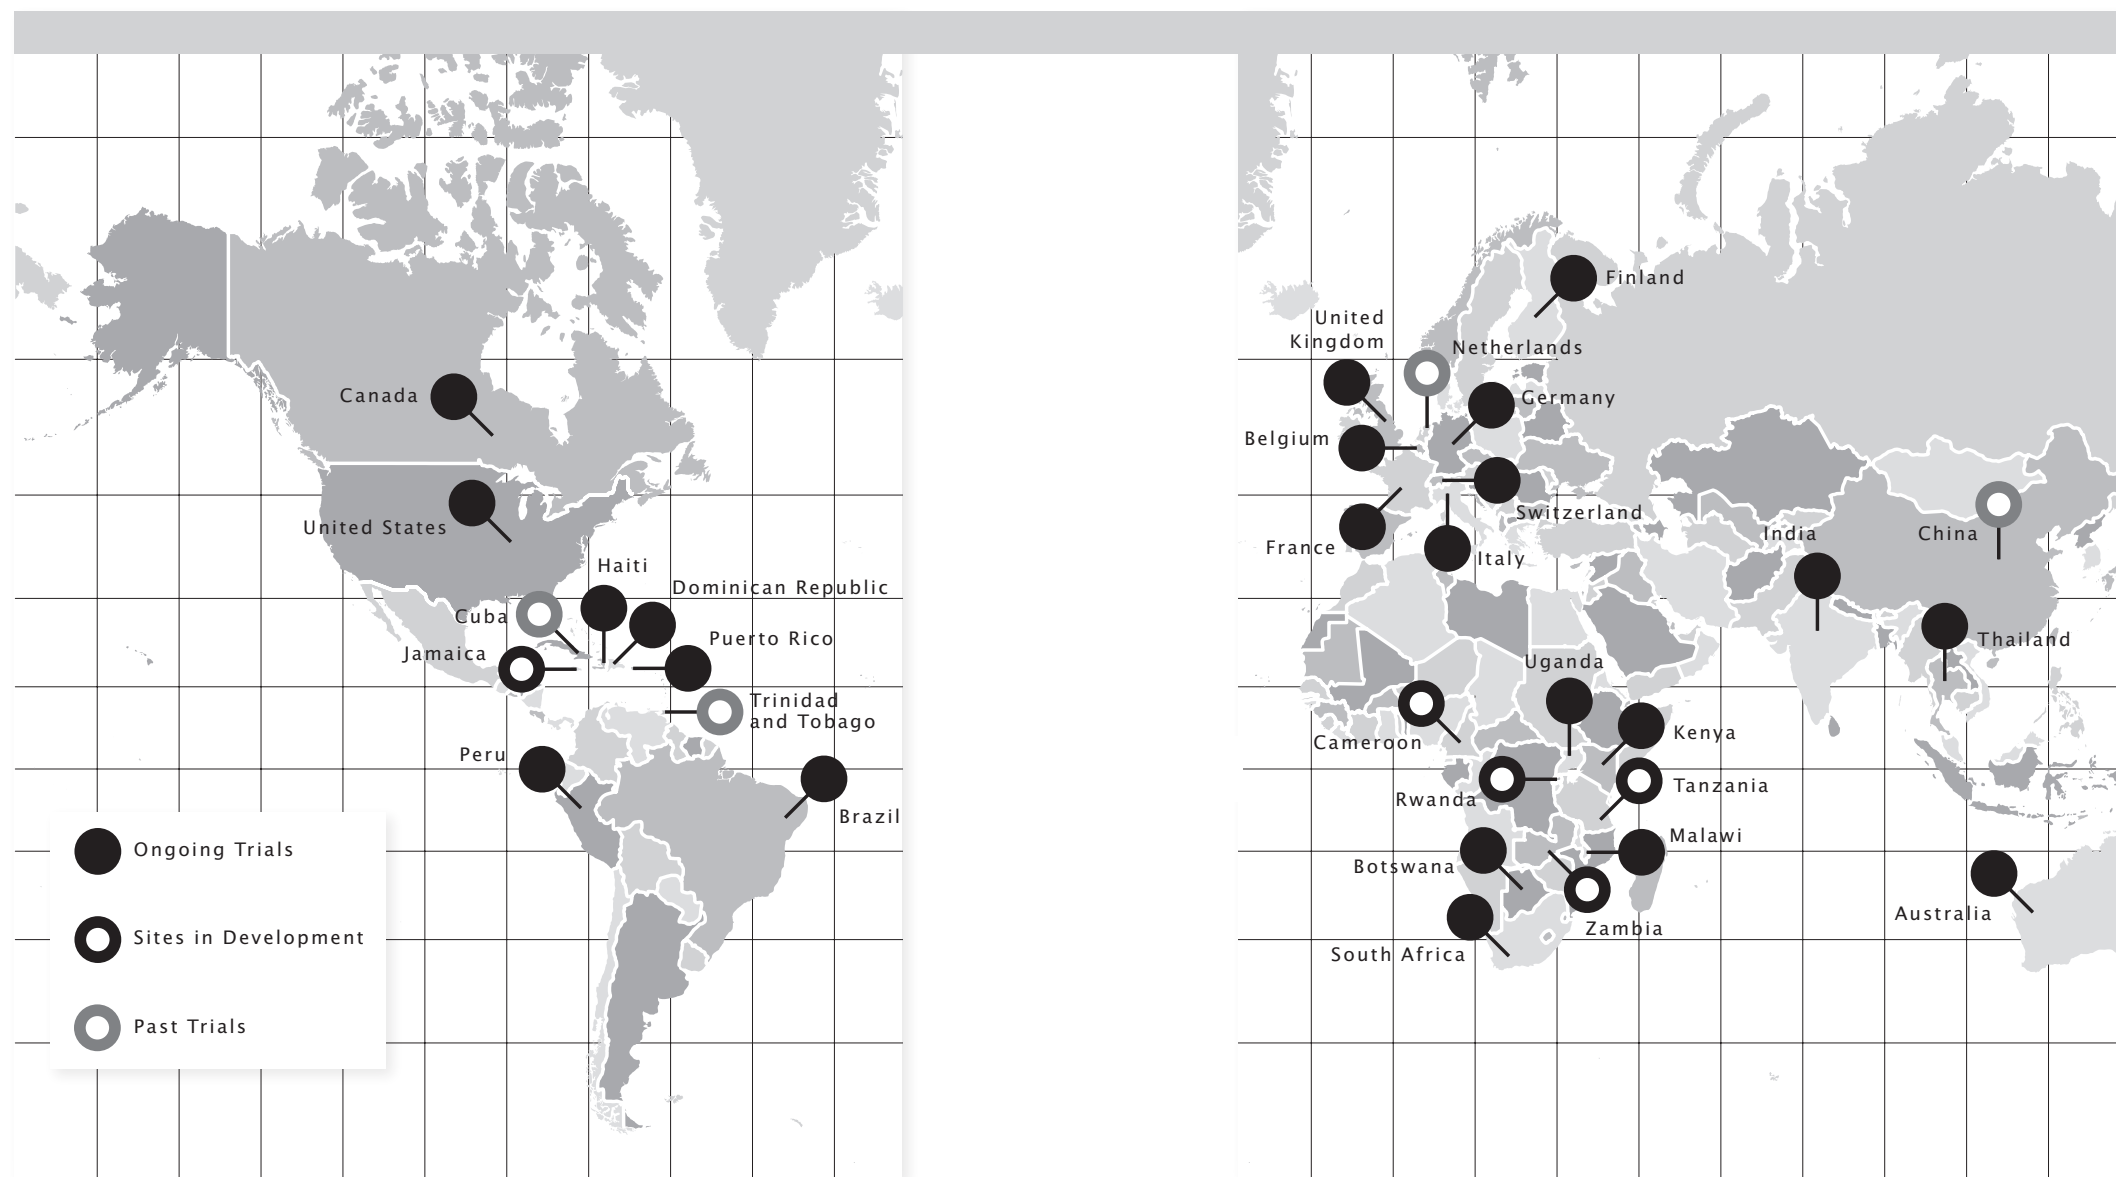 Canada
United States
Haiti
Dominican Republic
Cuba
Puerto Rico
Jamaica
Trinidad
and Tobago
Peru
Brazil
Ongoing Trials
Sites in Development
Past Trials
Finland
United
Kingdom
Netherlands
Germany
Belgium
Switzerland
France
Italy
India
China
Thailand
Uganda
Kenya
Cameroon
Tanzania
Rwanda
Malawi
Botswana
Zambia
South Africa
Australia